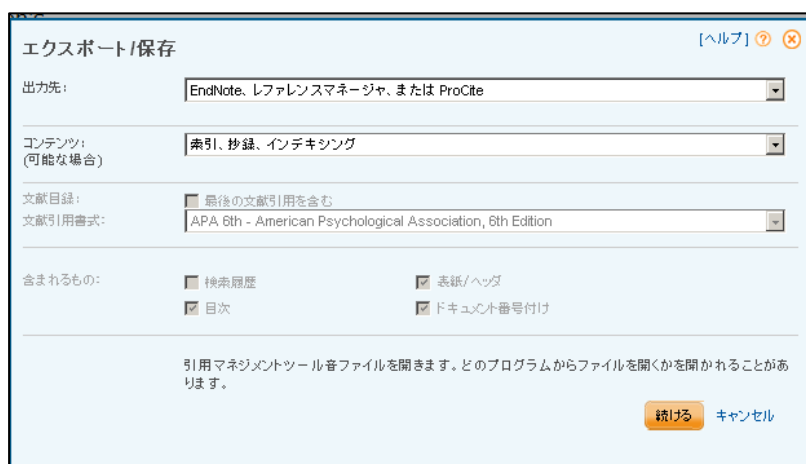 エクスポート/保存
[ヘルプ] ?
出力先:
EndNote、レファレンスマネージャ、または ProCite
コンテンツ:
(可能な場合)
索引、抄録、インデキシング
文献目録:
最後の文献引用を含む
文献引用書式:
APA 6th - American Psychological Association, 6th Edition
含まれるもの:
検索履歴
表紙/ヘッダ
目次
ドキュメント番号付け
引用マネジメントツール音ファイルを開きます。どのプログラムからファイルを開くかを聞かれることがあ
ります。
続ける
キャンセル